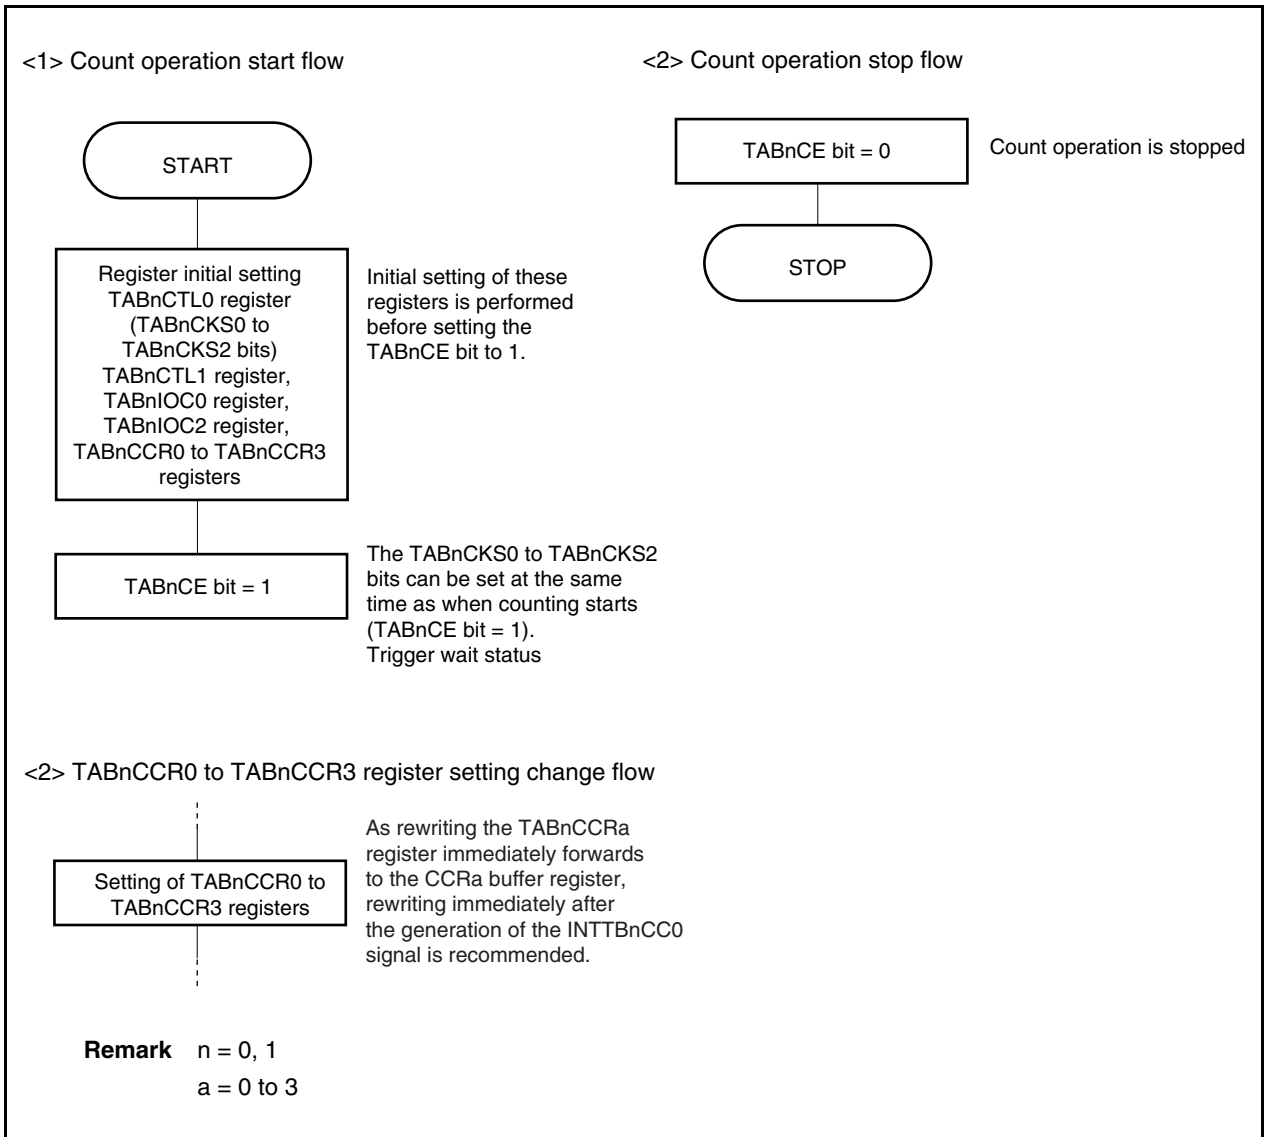 <1> Count operation start flow
START
Register initial setting
TABnCTL0 register
(TABnCKS0 to
TABnCKS2 bits)
TABnCTL1 register,
TABnIOC0 register,
TABnIOC2 register,
TABnCCR0 to TABnCCR3
registers
Initial setting of these
registers is performed
before setting the
TABnCE bit to 1.
TABnCE bit = 1
The TABnCKS0 to TABnCKS2
bits can be set at the same
time as when counting starts
(TABnCE bit = 1).
Trigger wait status
<2> Count operation stop flow
TABnCE bit = 0
Count operation is stopped
STOP
<2> TABnCCR0 to TABnCCR3 register setting change flow
Setting of TABnCCR0 to
TABnCCR3 registers
As rewriting the TABnCCRa
register immediately forwards
to the CCRa buffer register,
rewriting immediately after
the generation of the INTTBnCC0
signal is recommended.
Remark n = 0, 1
a = 0 to 3